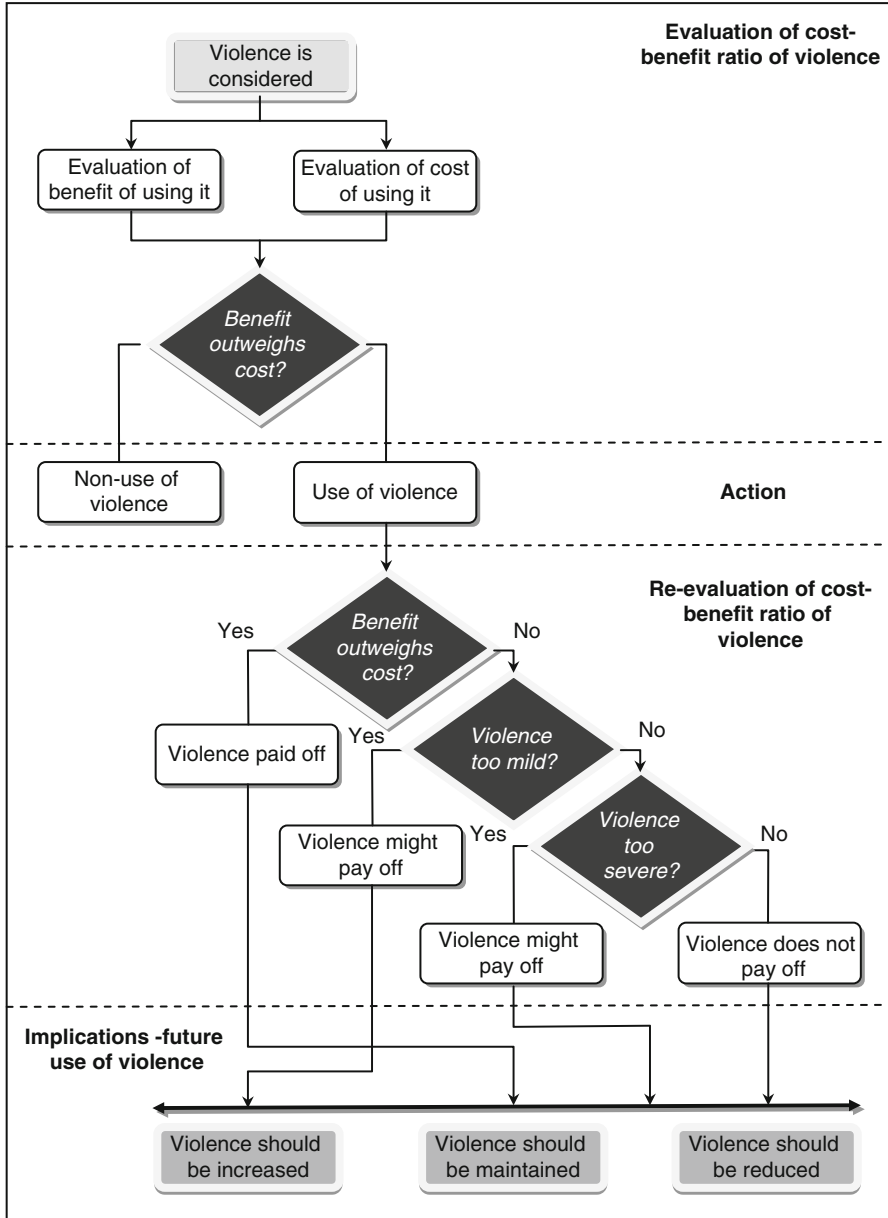 Evaluation of cost-
benefit ratio of violence
Violence is
considered
Evaluation of
benefit of using it
Evaluation of cost
of using it
Benefit
outweighs
cost?
Non-use of
violence
Use of violence
Action
Re-evaluation of cost-
benefit ratio of
violence
Benefit
outweighs
cost?
Yes
No
Violence paid off
Violence
too mild?
Yes
No
Violence might
pay off
Violence
too
severe?
Yes
No
Violence might
pay off
Violence does not
pay off
Implications -future
use of violence
Violence should
be increased
Violence should
be maintained
Violence should
be reduced